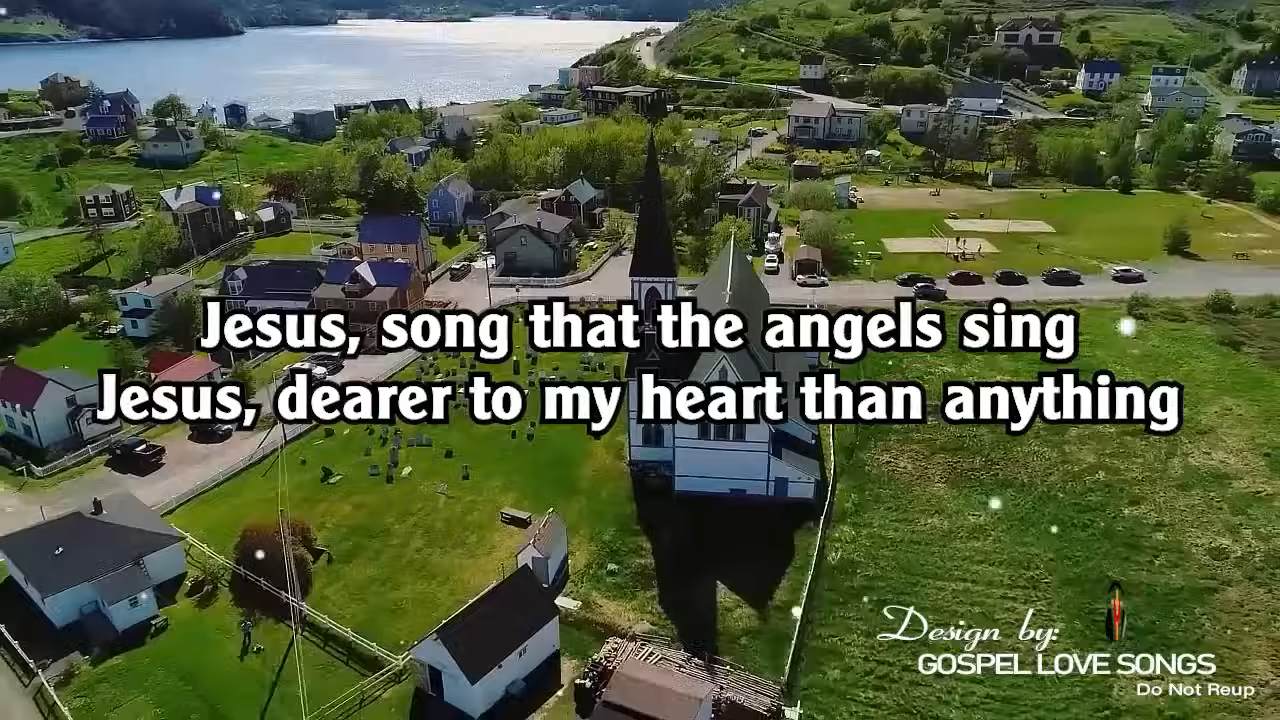 Jesus, song that the angels sing
Jesus, dearer to my heart than anything
Design by:
GOSPEL LOVE SONGS
Do Not Reup